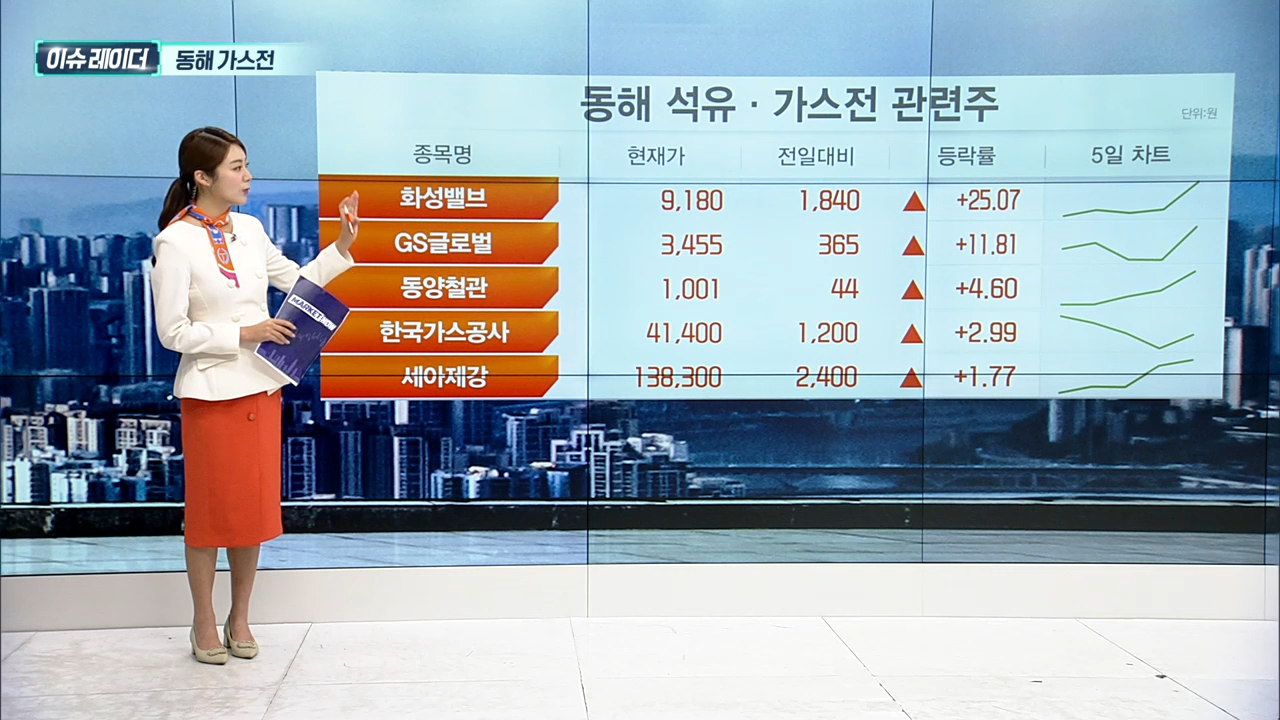 이슈 레이더 동해 가스전
동해 석유 · 가스전 관련주
단위:원
종목명 현재가 전일대비 등락률 5일 차트
화성밸브 9,180 1,840 ▲ +25.07
GS글로벌 3,455 365 ▲ +11.81
동양철관 1,001 44 ▲ +4.60
한국가스공사 41,400 1,200 ▲ +2.99
세아제강 138,300 2,400 ▲ +1.77
MARKET